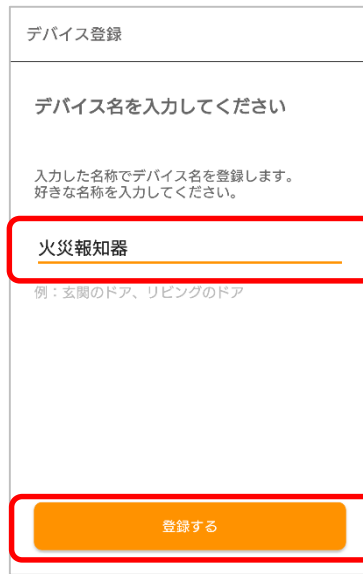 デバイス登録
デバイス名を入力してください
入力した名称でデバイス名を登録します。
好きな名称を入力してください。
火災報知器
例：玄関のドア、リビングのドア
登録する